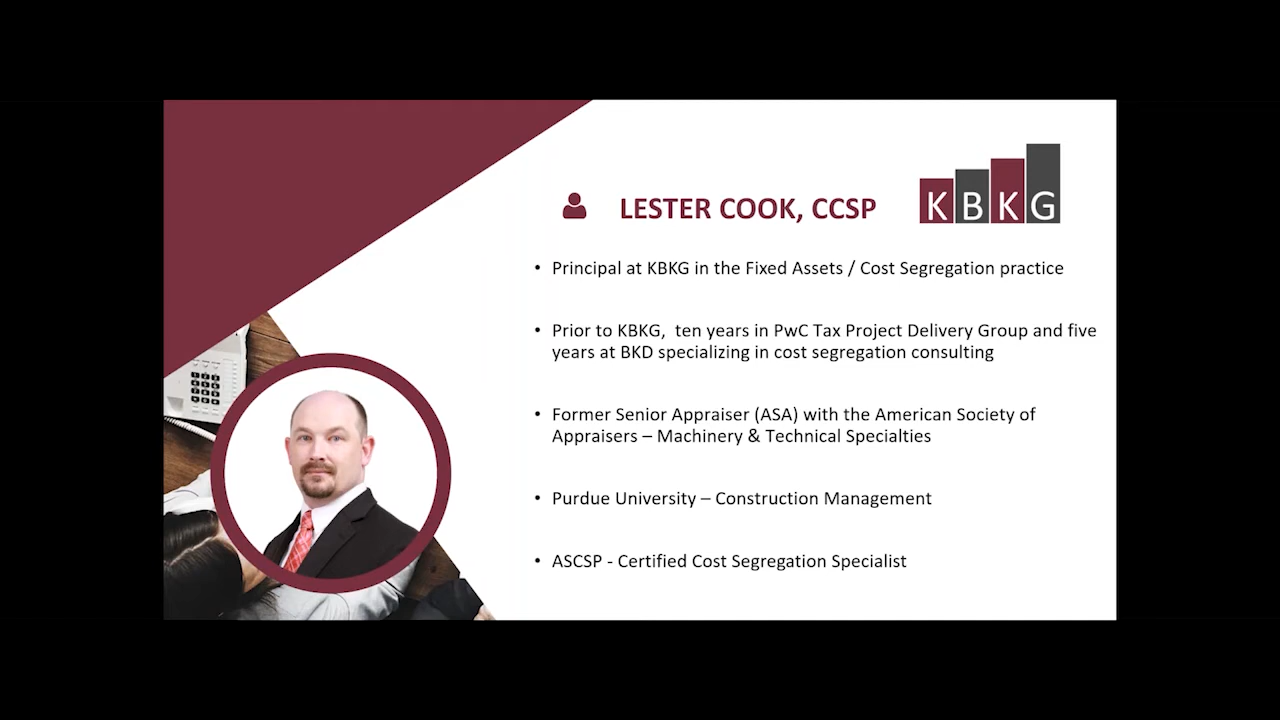 LESTER COOK, CCSP
KBKG
• Principal at KBKG in the Fixed Assets / Cost Segregation practice
• Prior to KBKG,  ten years in PwC Tax Project Delivery Group and five
years at BKD specializing in cost segregation consulting
• Former Senior Appraiser (ASA) with the American Society of
Appraisers – Machinery & Technical Specialties
• Purdue University – Construction Management
• ASCSP - Certified Cost Segregation Specialist